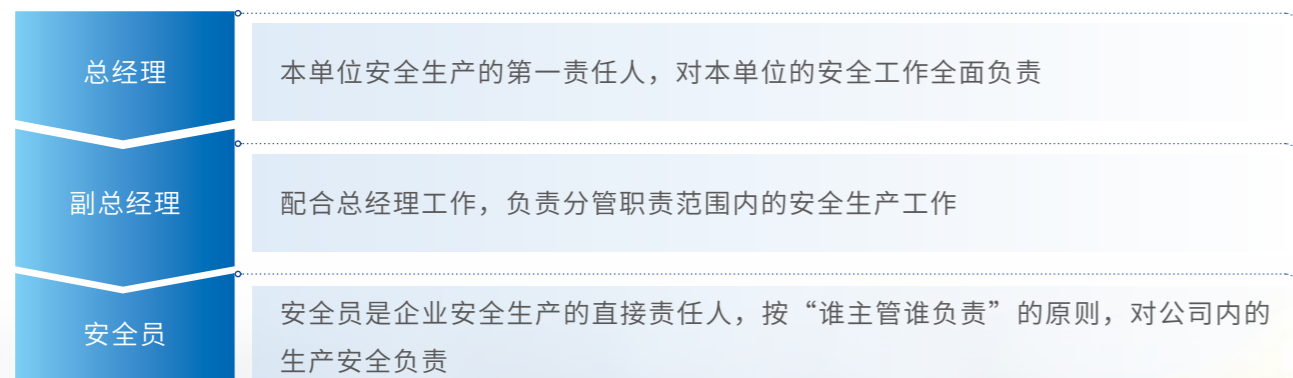 总经理
本单位安全生产的第一责任人，对本单位的安全工作全面负责
副总经理
配合总经理工作，负责分管职责范围内的安全生产工作
安全员
安全员是企业安全生产的直接责任人，按“谁主管谁负责”的原则，对公司内的
生产安全负责